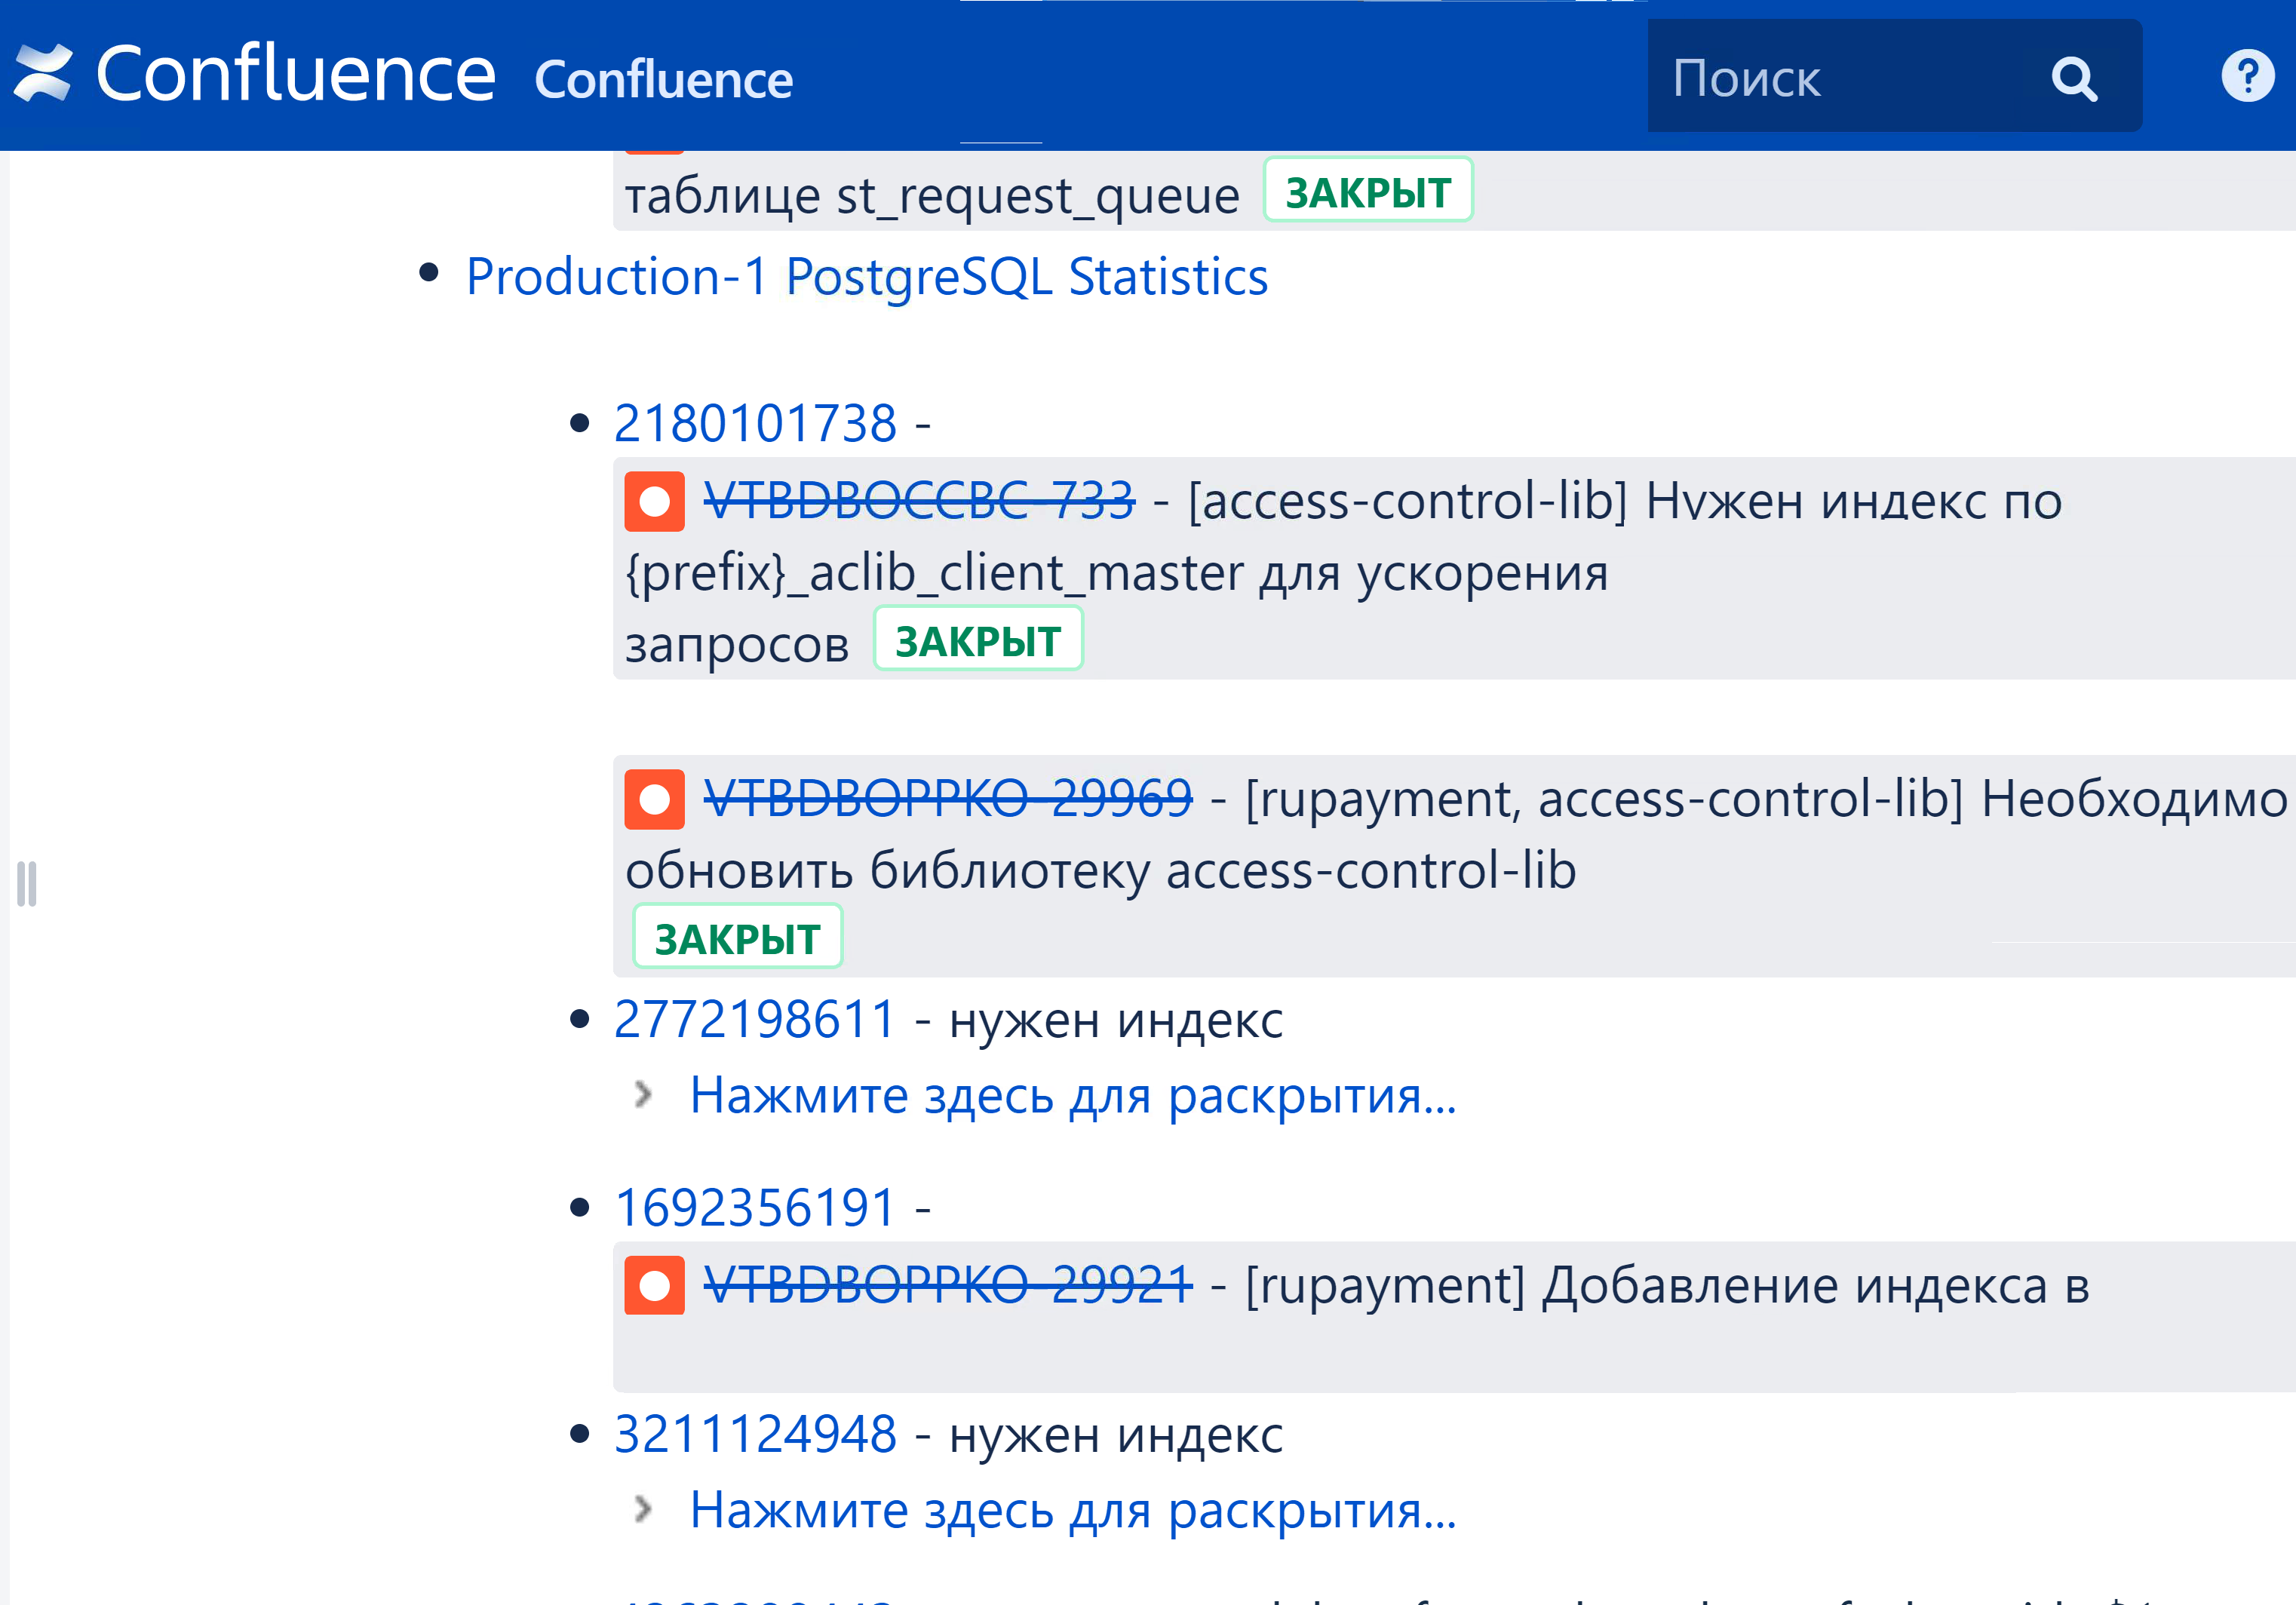 Confluence Confluence Поиск
таблице st_request_queue ЗАКРЫТ
Production-1 PostgreSQL Statistics
2180101738 -
VTBDBOCCBC-733 - [access-control-lib] Нужен индекс по
{prefix}_aclib_client_master для ускорения
запросов ЗАКРЫТ
VTBDBOPPKO-29969 - [rupayment, access-control-lib] Необходимо
обновить библиотеку access-control-lib
ЗАКРЫТ
2772198611 - нужен индекс
Нажмите здесь для раскрытия...
1692356191 -
VTBDBOPPKO-29921 - [rupayment] Добавление индекса в
3211124948 - нужен индекс
Нажмите здесь для раскрытия...